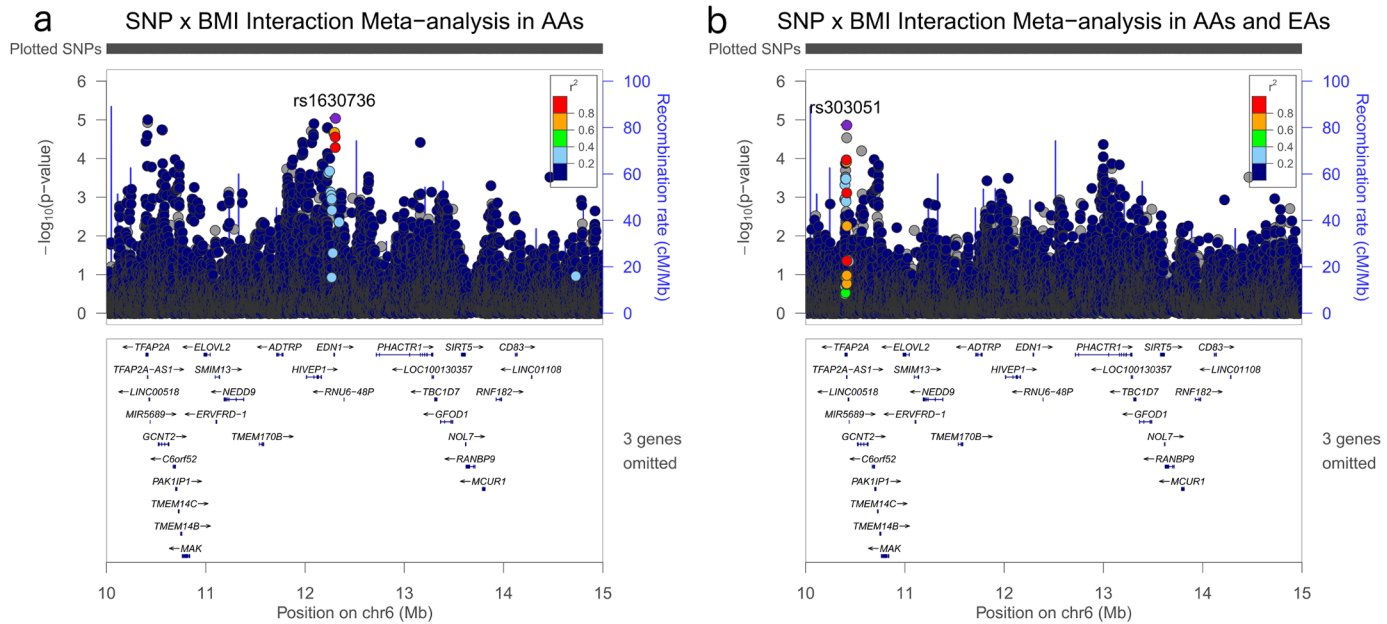 a
SNP x BMI Interaction Meta−analysis in AAs
Plotted SNPs
rs1630736
r2
0.8
0.6
0.4
0.2
6
5
4
3
2
1
0
−log10(p−value)
100
80
60
40
20
0
Recombination rate (cM/Mb)
←TFAP2A
←ELOVL2
←ADTRP
EDN1→
PHACTR1→
SIRT5→
CD83→
TFAP2A−AS1→
SMIM13→
HIVEP1→
←LOC100130357
←LINC01108
←LINC00518
←NEDD9
←RNU6−48P
←TBC1D7
RNF182→
MIR5689→
←ERVFRD−1
←GFOD1
GCNT2→
TMEM170B→
NOL7→
←C6orf52
←RANBP9
PAK1IP1→
←MCUR1
TMEM14C→
TMEM14B→
←MAK
3 genes
omitted
10 11 12 13 14 15
Position on chr6 (Mb)
b
SNP x BMI Interaction Meta−analysis in AAs and EAs
Plotted SNPs
rs303051
r2
0.8
0.6
0.4
0.2
6
5
4
3
2
1
0
−log10(p−value)
100
80
60
40
20
0
Recombination rate (cM/Mb)
←TFAP2A
←ELOVL2
←ADTRP
EDN1→
PHACTR1→
SIRT5→
CD83→
TFAP2A−AS1→
SMIM13→
HIVEP1→
←LOC100130357
←LINC01108
←LINC00518
←NEDD9
←RNU6−48P
←TBC1D7
RNF182→
MIR5689→
←ERVFRD−1
←GFOD1
GCNT2→
TMEM170B→
NOL7→
←C6orf52
←RANBP9
PAK1IP1→
←MCUR1
TMEM14C→
TMEM14B→
←MAK
3 genes
omitted
10 11 12 13 14 15
Position on chr6 (Mb)